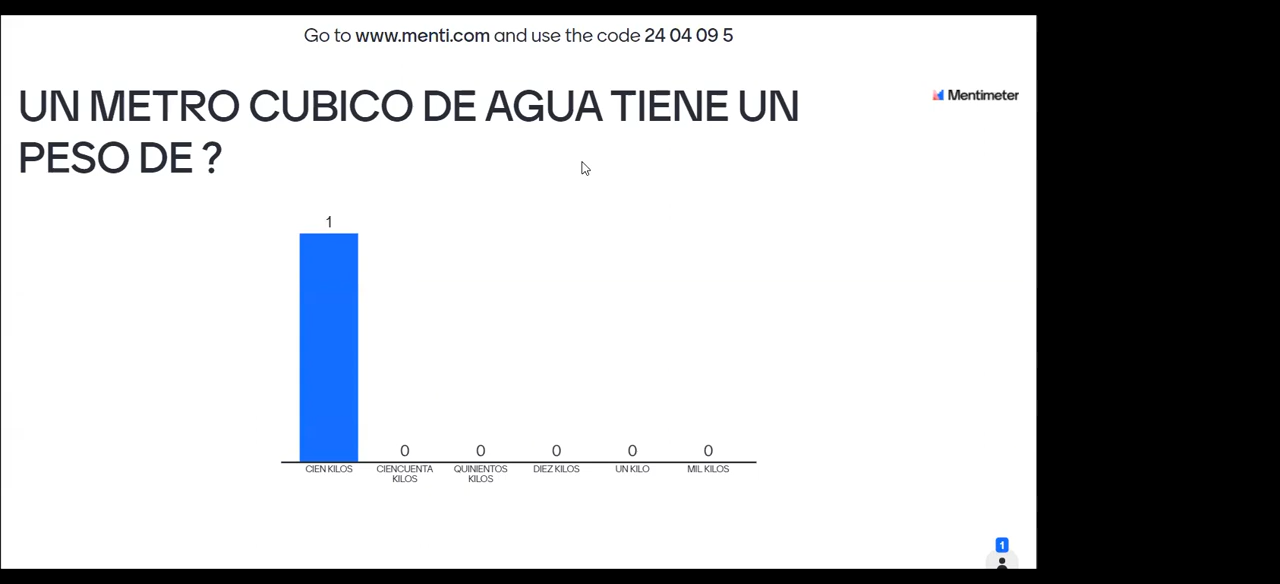 Go to www.menti.com and use the code 24 04 09 5
UN METRO CUBICO DE AGUA TIENE UN
PESO DE ?
Mentimeter
1
0 0 0 0 0
CIEN KILOS CIENCUENTA KILOS QUINIENTOS KILOS DIEZ KILOS UN KILO MIL KILOS
1